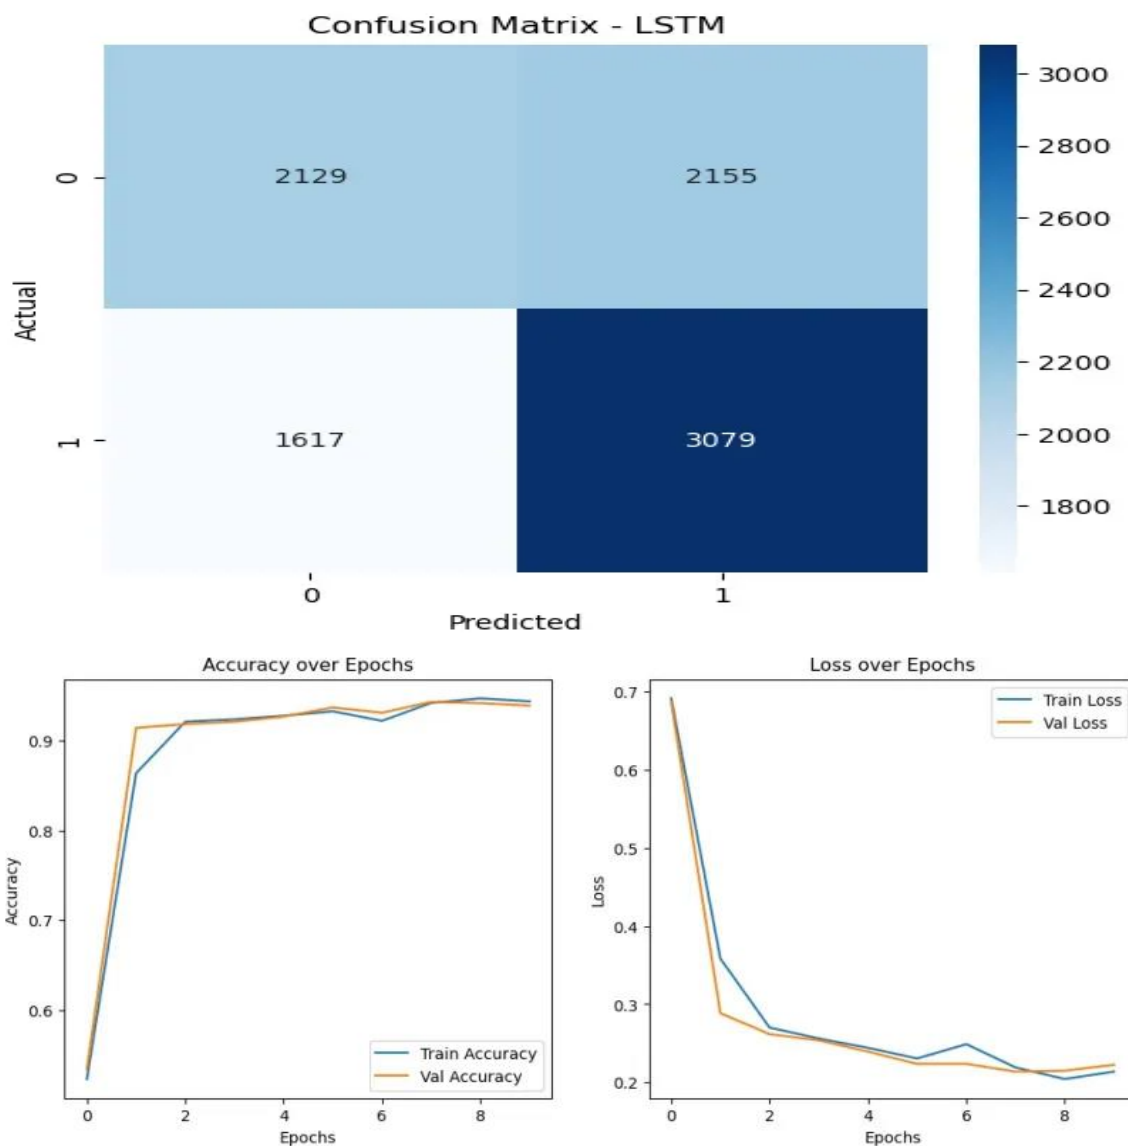 Confusion Matrix - LSTM
3000
2800
2600
2400
2200
2000
1800
Actual
0
2129
2155
1
1617
3079
0
1
Predicted
Accuracy over Epochs
Accuracy
0.9
0.8
0.7
0.6
Train Accuracy
Val Accuracy
0
2
4
6
8
Epochs
Loss over Epochs
Loss
0.7
0.6
0.5
0.4
0.3
0.2
Train Loss
Val Loss
0
2
4
6
8
Epochs